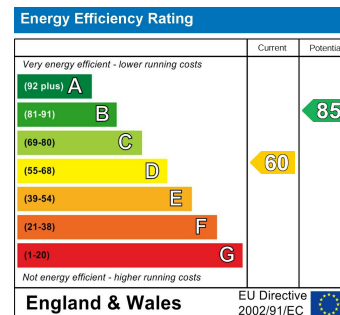 Energy Efficiency Rating
Current Potentia
Very energy efficient - lower running costs
(92 plus) A
(81-91) B
85
(69-80) C
(55-68) D
60
(39-54) E
(21-38) F
(1-20) G
Not energy efficient - higher running costs
England & Wales
EU Directive
2002/91/EC